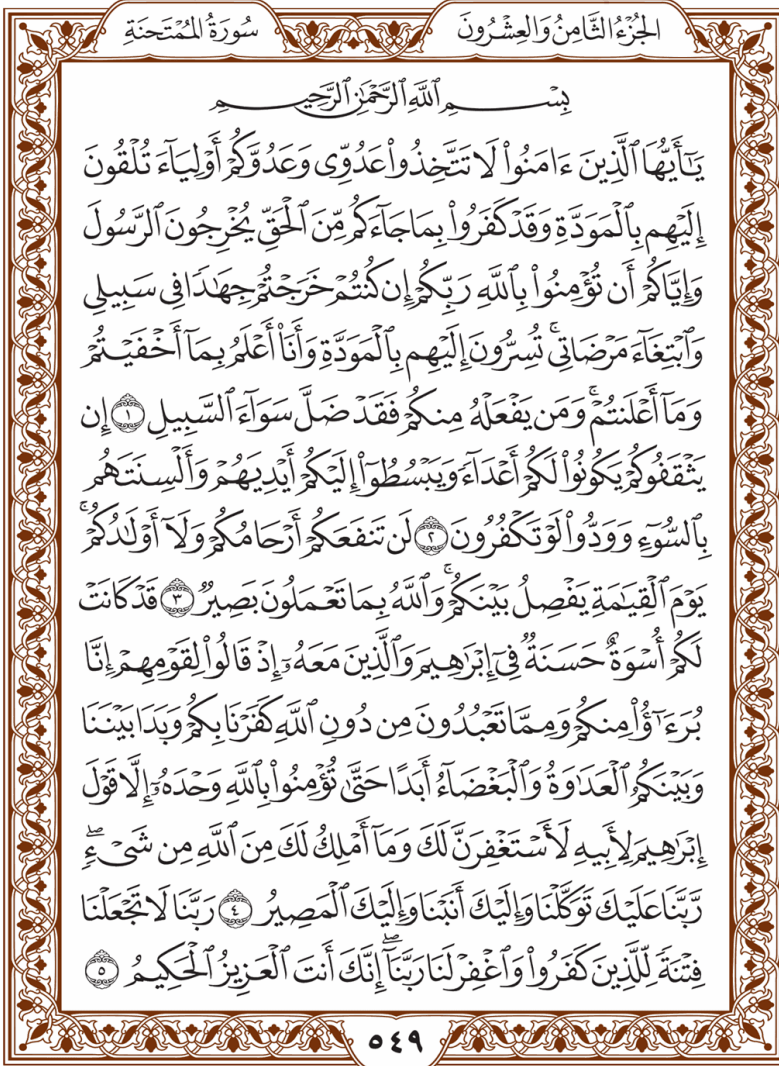 الجُزْءُ الثَّامِنُ وَالعِشْرُونَ
سُورَةُ المُمْتَحنَةِ
بِسْمِ ٱللَّهِ ٱلرَّحْمَٰنِ ٱلرَّحِيمِ
يَـٰٓأَيُّهَا ٱلَّذِينَ ءَامَنُوا۟ لَا تَتَّخِذُوا۟ عَدُوِّى وَعَدُوَّكُمْ أَوْلِيَآءَ تُلْقُونَ
إِلَيْهِم بِٱلْمَوَدَّةِ وَقَدْ كَفَرُوا۟ بِمَا جَآءَكُم مِّنَ ٱلْحَقِّ يُخْرِجُونَ ٱلرَّسُولَ
وَإِيَّاكُمْ أَن تُؤْمِنُوا۟ بِٱللَّهِ رَبِّكُمْ إِن كُنتُمْ خَرَجْتُمْ جِهَـٰدًا فِى سَبِيلِى
وَٱبْتِغَآءَ مَرْضَاتِى ۚ تُسِرُّونَ إِلَيْهِم بِٱلْمَوَدَّةِ وَأَنَا۠ أَعْلَمُ بِمَآ أَخْفَيْتُمْ
وَمَآ أَعْلَنتُمْ ۚ وَمَن يَفْعَلْهُ مِنكُمْ فَقَدْ ضَلَّ سَوَآءَ ٱلسَّبِيلِ ١ إِن
يَثْقَفُوكُمْ يَكُونُوا۟ لَكُمْ أَعْدَآءً وَيَبْسُطُوٓا۟ إِلَيْكُمْ أَيْدِيَهُمْ وَأَلْسِنَتَهُم
بِٱلسُّوٓءِ وَوَدُّوا۟ لَوْ تَكْفُرُونَ ٢ لَن تَنفَعَكُمْ أَرْحَامُكُمْ وَلَآ أَوْلَـٰدُكُمْ ۚ
يَوْمَ ٱلْقِيَـٰمَةِ يَفْصِلُ بَيْنَكُمْ ۚ وَٱللَّهُ بِمَا تَعْمَلُونَ بَصِيرٌ ٣ قَدْ كَانَتْ
لَكُمْ أُسْوَةٌ حَسَنَةٌ فِىٓ إِبْرَٰهِيمَ وَٱلَّذِينَ مَعَهُۥٓ إِذْ قَالُوا۟ لِقَوْمِهِمْ إِنَّا
بُرَءَٰٓؤُا۟ مِنكُمْ وَمِمَّا تَعْبُدُونَ مِن دُونِ ٱللَّهِ كَفَرْنَا بِكُمْ وَبَدَا بَيْنَنَا
وَبَيْنَكُمُ ٱلْعَدَٰوَةُ وَٱلْبَغْضَآءُ أَبَدًا حَتَّىٰ تُؤْمِنُوا۟ بِٱللَّهِ وَحْدَهُۥٓ إِلَّا قَوْلَ
إِبْرَٰهِيمَ لِأَبِيهِ لَأَسْتَغْفِرَنَّ لَكَ وَمَآ أَمْلِكُ لَكَ مِنَ ٱللَّهِ مِن شَىْءٍ ۖ
رَّبَّنَا عَلَيْكَ تَوَكَّلْنَا وَإِلَيْكَ أَنَبْنَا وَإِلَيْكَ ٱلْمَصِيرُ ٤ رَبَّنَا لَا تَجْعَلْنَا
فِتْنَةً لِّلَّذِينَ كَفَرُوا۟ وَٱغْفِرْ لَنَا رَبَّنَآ ۖ إِنَّكَ أَنتَ ٱلْعَزِيزُ ٱلْحَكِيمُ ٥
٥٤٩